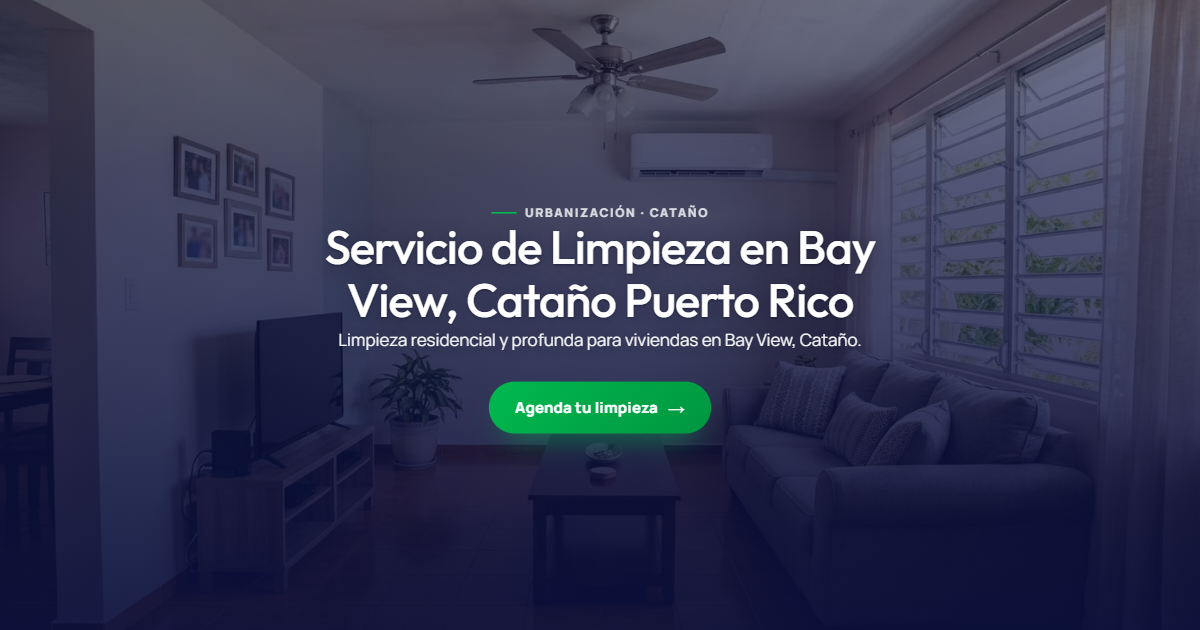 URBANIZACIÓN · CATAÑO
Servicio de Limpieza en Bay
View, Cataño Puerto Rico
Limpieza residencial y profunda para viviendas en Bay View, Cataño.
Agenda tu limpieza →